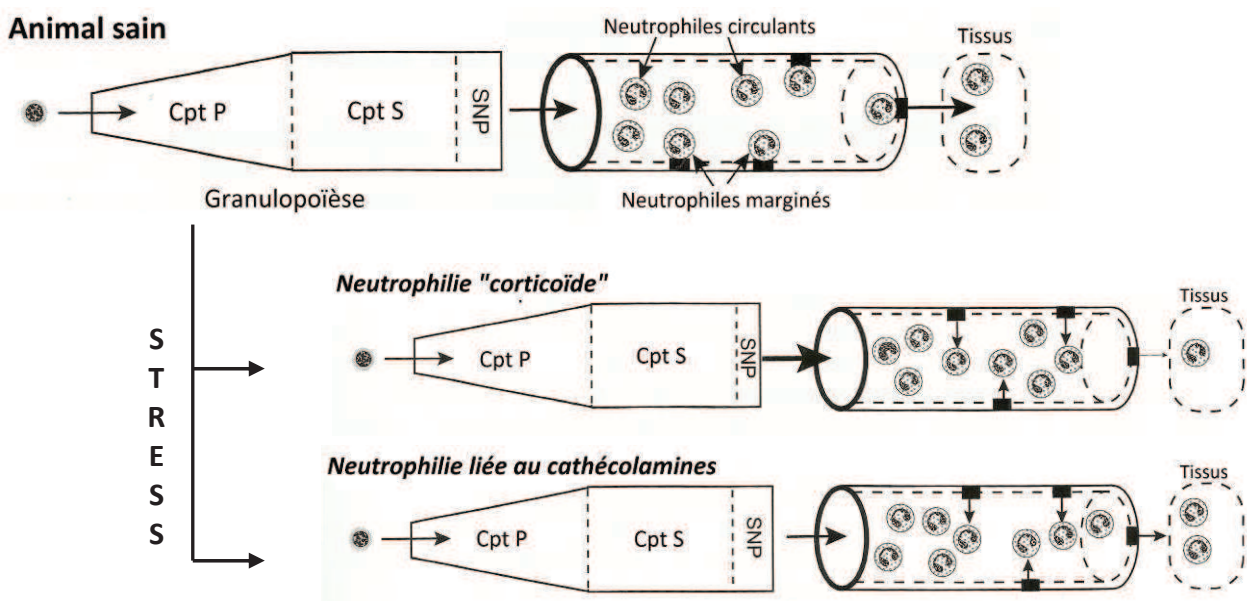 Animal sain
Neutrophiles circulants
Tissus
Cpt P
Cpt S
SNP
Granulopoïèse
Neutrophiles marginés
STRESS
Neutrophilie "corticoïde"
Tissus
Cpt P
Cpt S
SNP
Neutrophilie liée au cathécolamines
Tissus
Cpt P
Cpt S
SNP